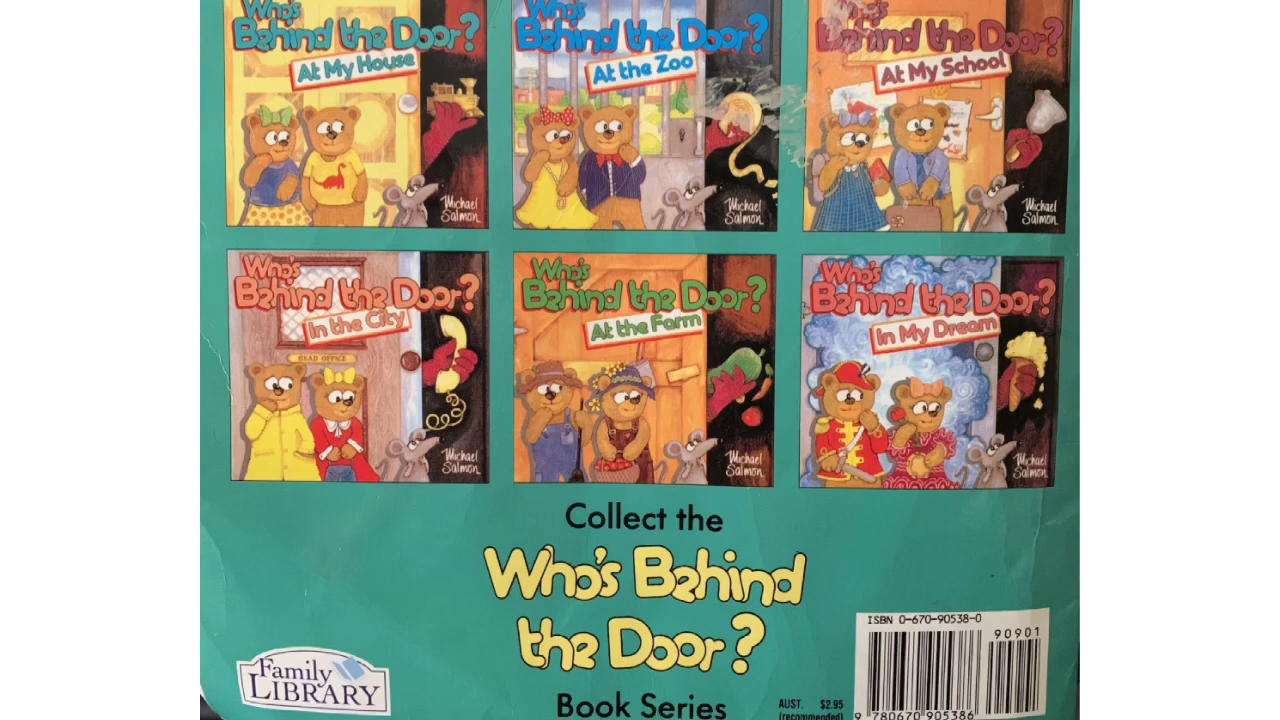 Who's
Behind the Door?
At My House
Michael
Salmon
Who's
Behind the Door?
At the Zoo
Michael
Salmon
Who's
Behind the Door?
At My School
Michael
Salmon
Who's
Behind the Door?
In the City
HEAD OFFICE
Michael
Salmon
Who's
Behind the Door?
At the Farm
Michael
Salmon
Who's
Behind the Door?
In My Dream
Michael
Salmon
Collect the
Who's Behind
the Door?
Book Series
Family
LIBRARY
AUST. $2.95
(recommended)
ISBN 0-670-90538-0
90901
9 780670 905386